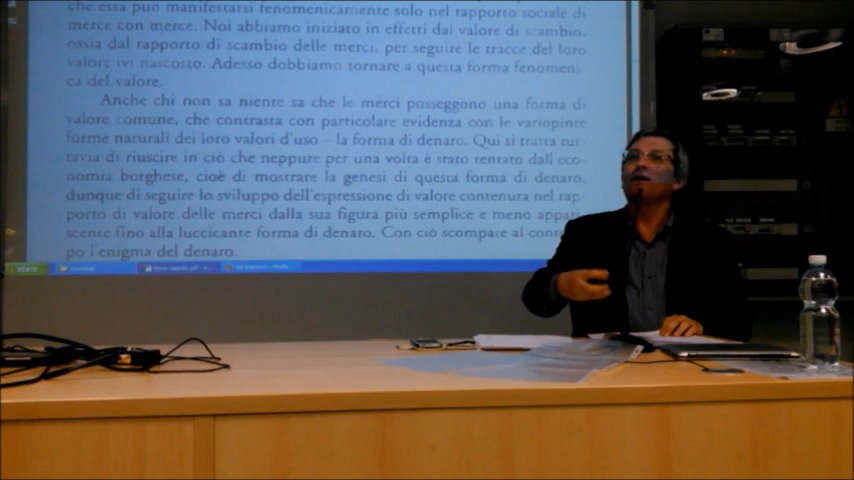 che essa può manifestarsi fenomenicamente solo nel rapporto sociale di
merce con merce. Noi abbiamo iniziato in effetti dal valore di scambio,
ossia dal rapporto di scambio delle merci, per seguire le tracce del loro
valore ivi nascosto. Adesso dobbiamo tornare a questa forma fenomeni
ca del valore.
Anche chi non sa niente sa che le merci posseggono una forma di
valore comune, che contrasta con particolare evidenza con le variopinte
forme naturali dei loro valori d'uso – la forma di denaro. Qui si tratta tut
tavia di riuscire in ciò che neppure per una volta è stato tentato dall'eco
nomia borghese, cioè di mostrare la genesi di questa forma di denaro,
dunque di seguire lo sviluppo dell'espressione di valore contenuta nel rap
porto di valore delle merci dalla sua figura più semplice e meno appari
scente fino alla luccicante forma di denaro. Con ciò scompare al contem
po l'enigma del denaro.
start